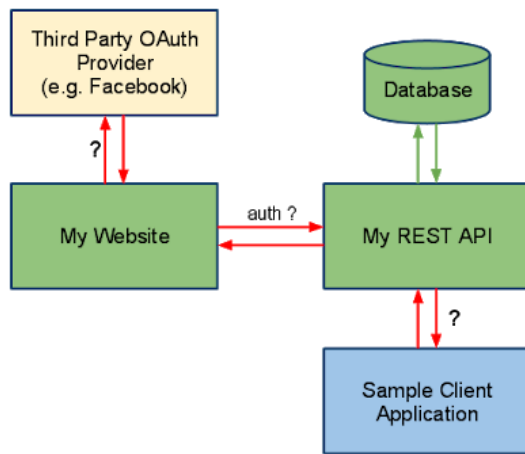 Third Party OAuth
Provider
(e.g. Facebook)
Database
?
My Website
auth ?
My REST API
?
Sample Client
Application